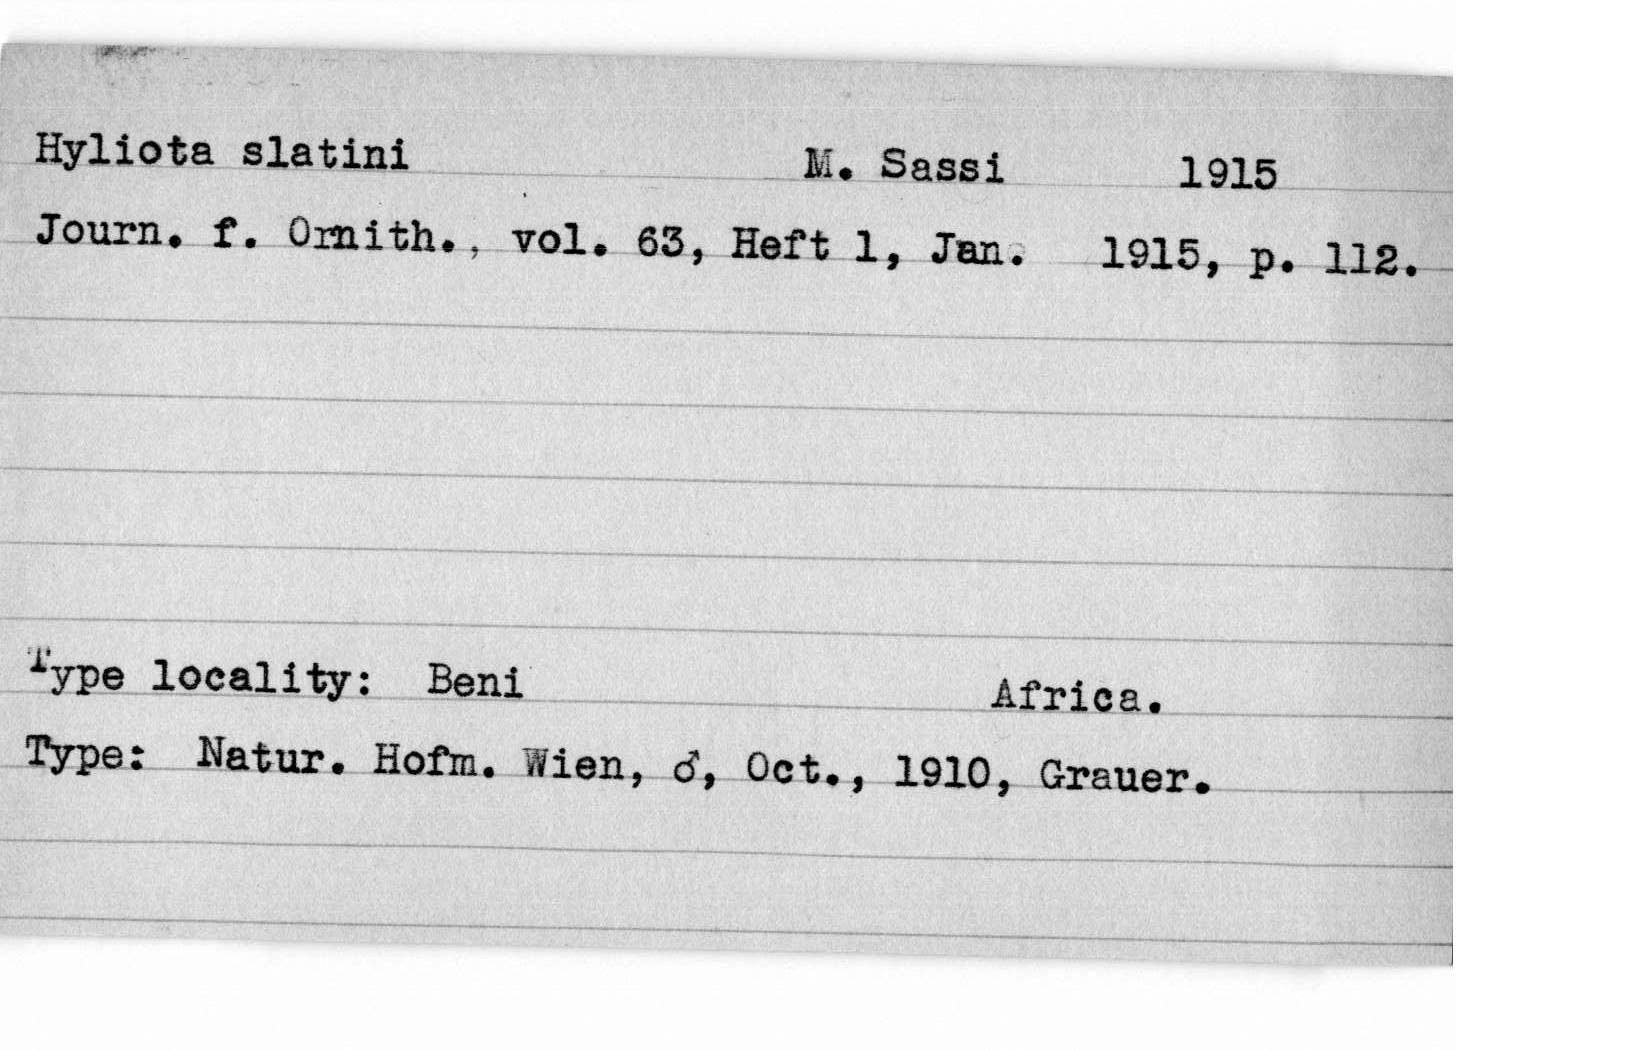 Hyliota slatini M. Sassi 1915
Journ. f. Ornith., vol. 63, Heft 1, Jan. 1915, p. 112.
Type locality: Beni Africa.
Type: Natur. Hofm. Wien, ♂, Oct., 1910, Grauer.